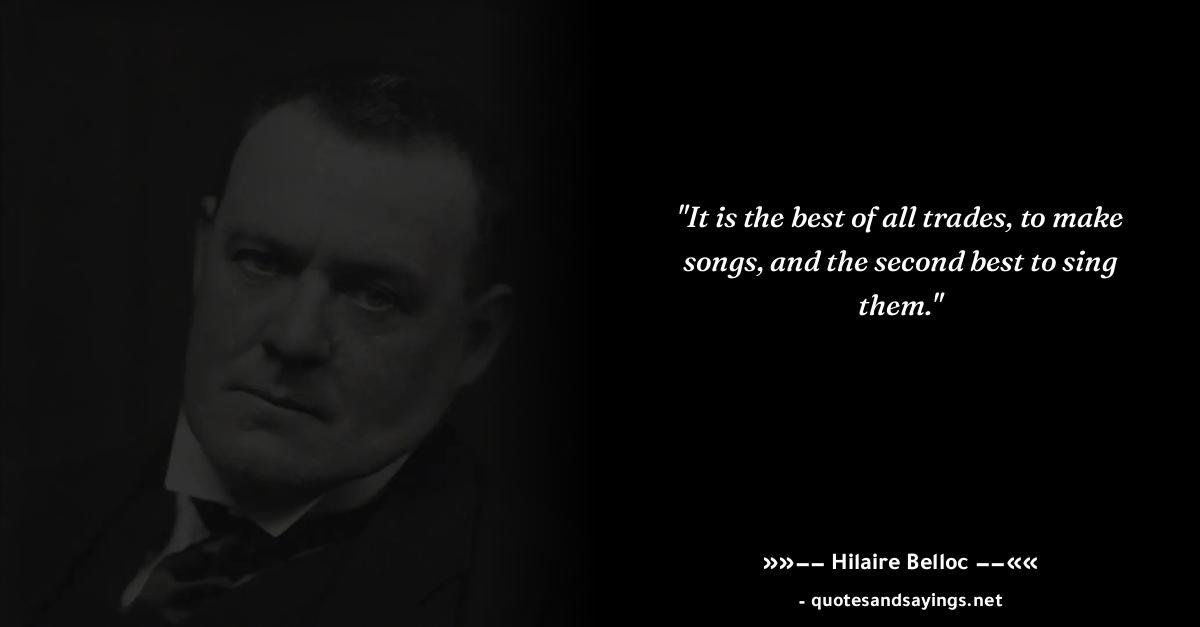 "It is the best of all trades, to make
songs, and the second best to sing
them."
»»−− Hilaire Belloc −−««
- quotesandsayings.net